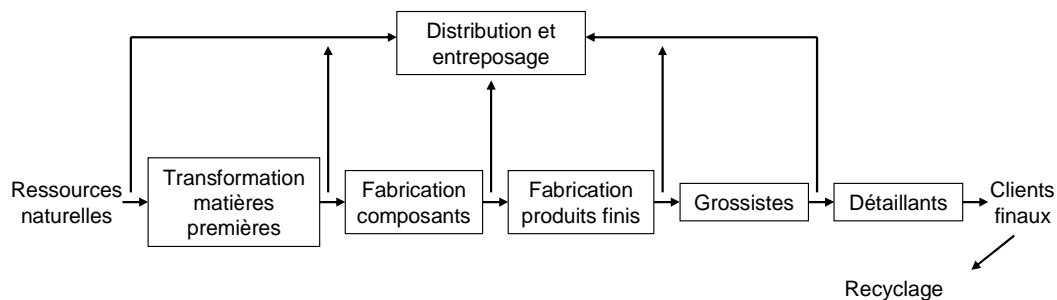 Distribution et
entreposage
Ressources
naturelles
Transformation
matières
premières
Fabrication
composants
Fabrication
produits finis
Grossistes
Détaillants
Clients
finaux
Recyclage